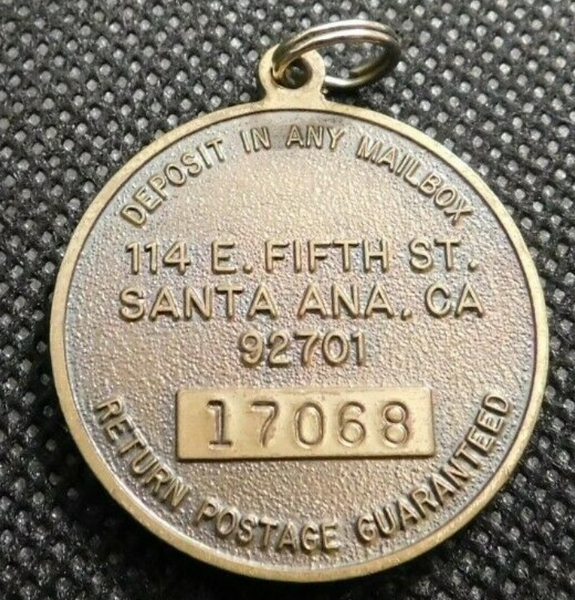 DEPOSIT IN ANY MAILBOX
114 E. FIFTH ST.
SANTA ANA, CA
92701
17068
RETURN POSTAGE GUARANTEED